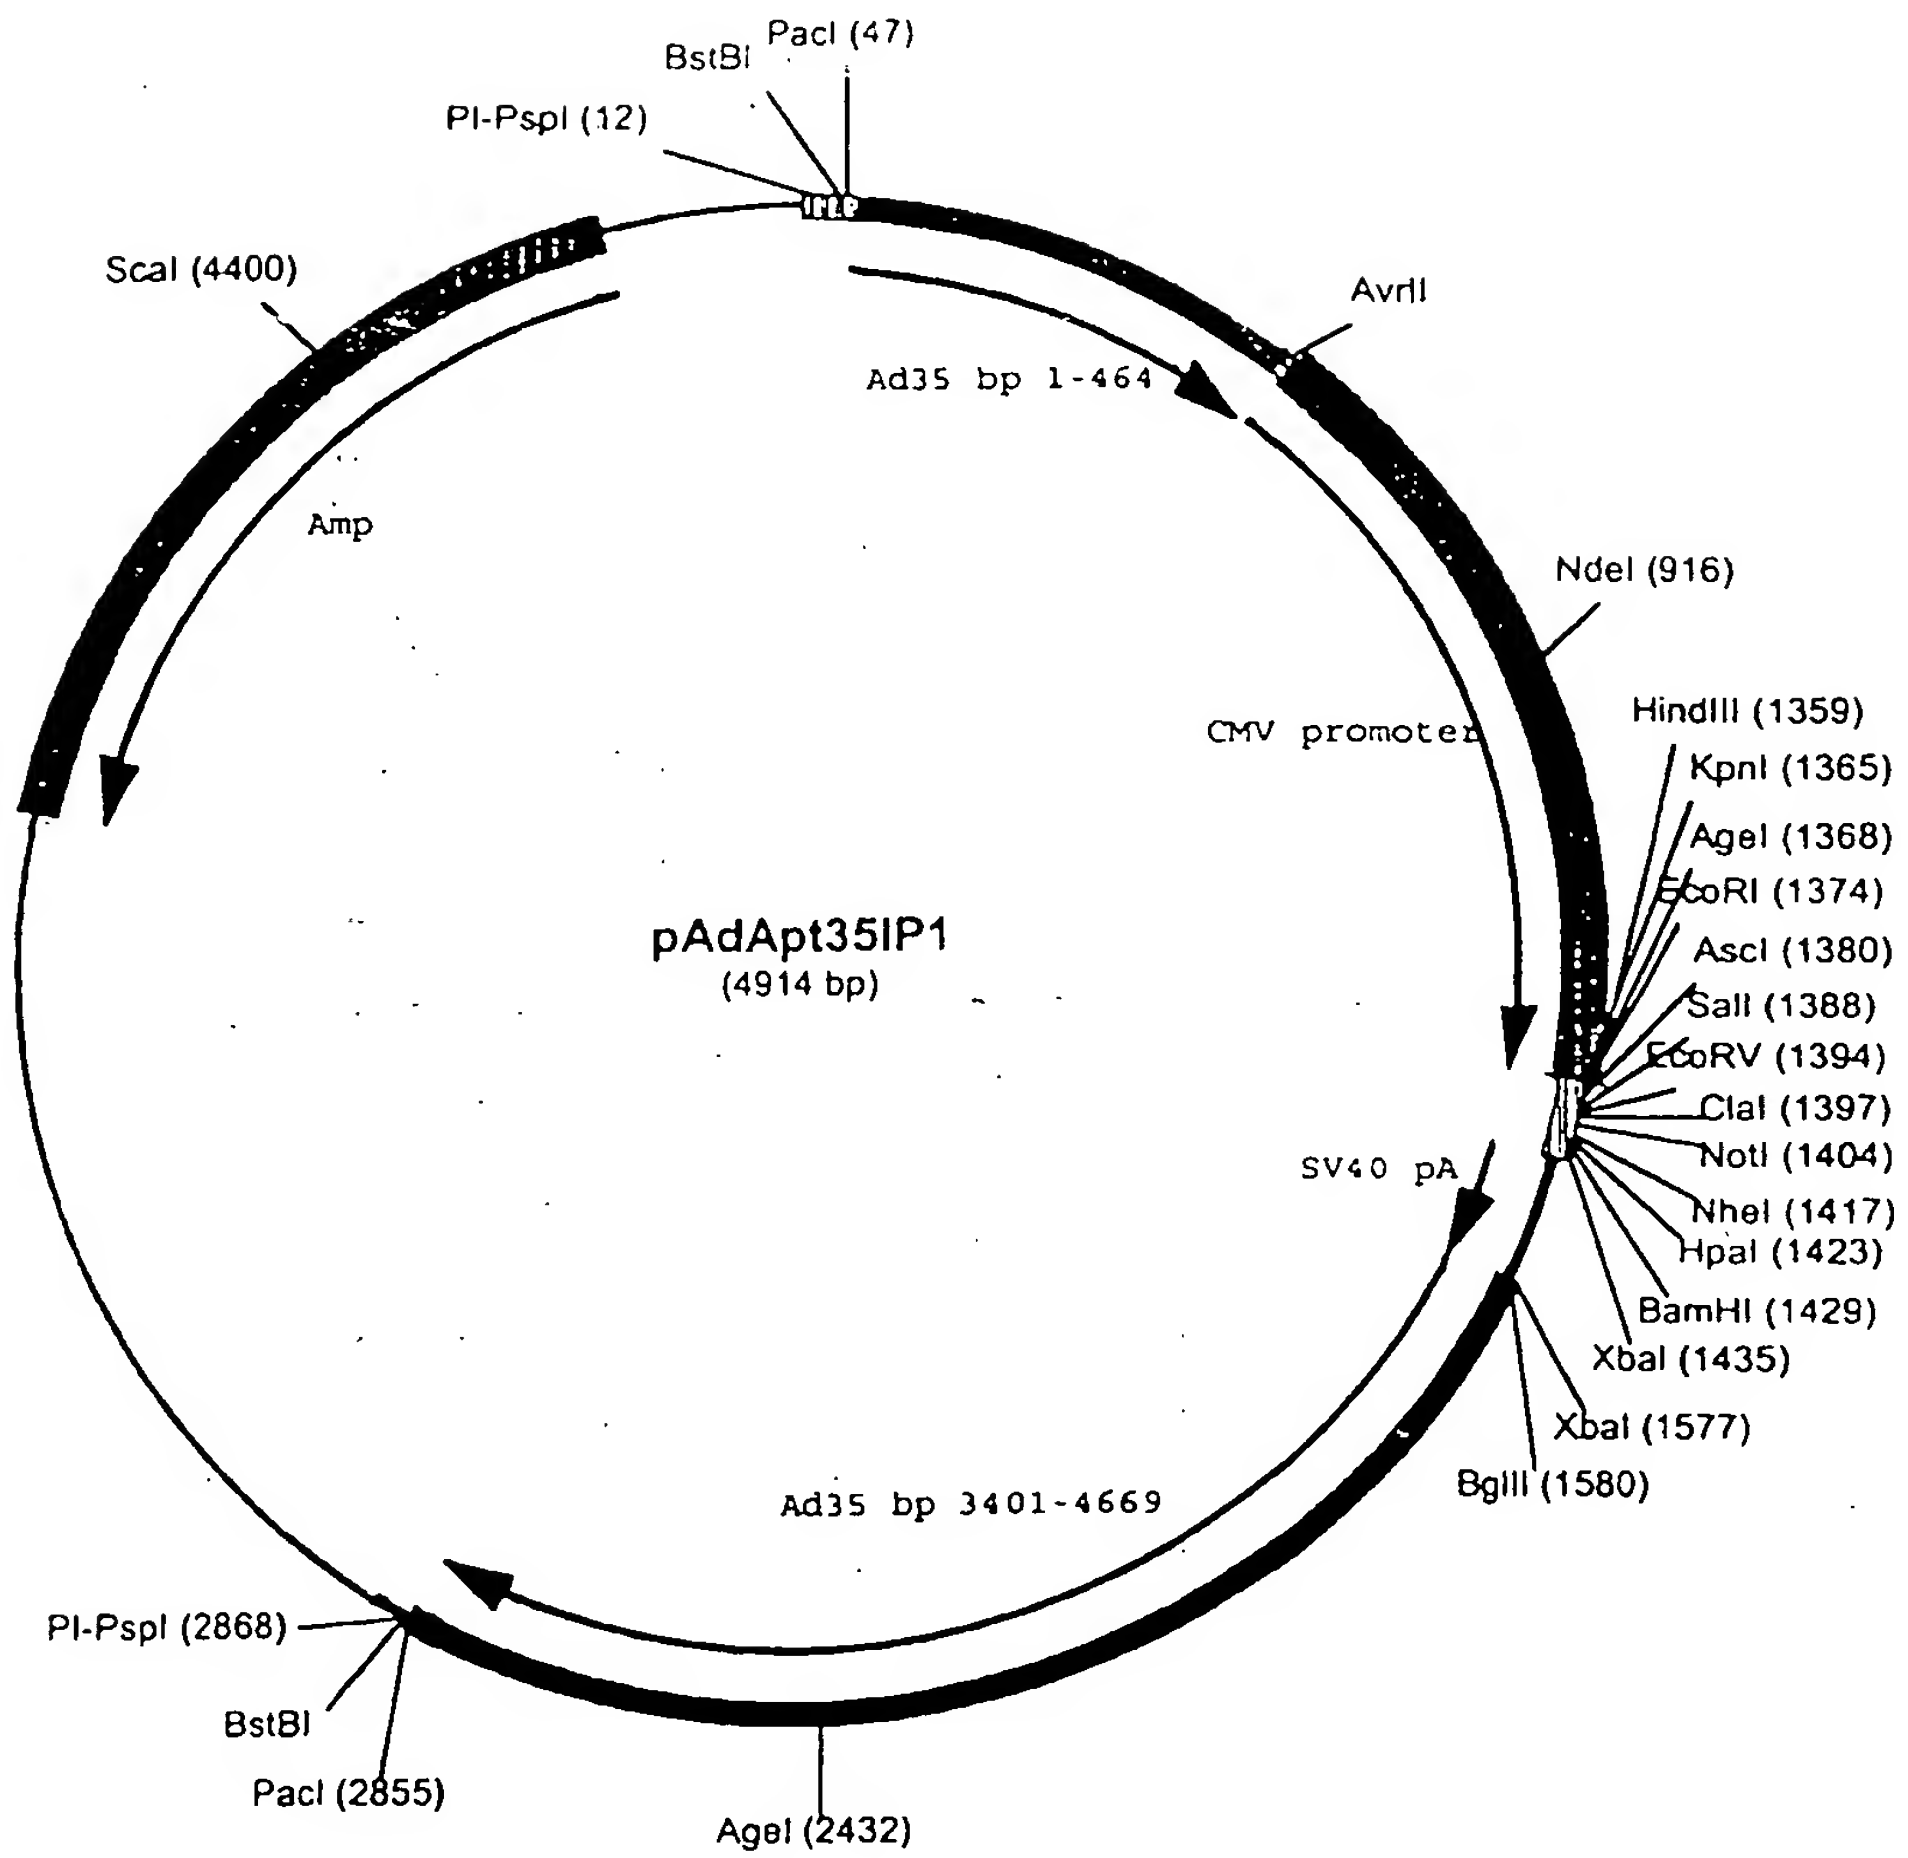 PacI (47)
BstBI
PI-PspI (12)
ScaI (4400)
AvrII
Ad35 bp 1-464
Amp
NdeI (916)
CMV promoter
HindIII (1359)
KpnI (1365)
AgeI (1368)
EcoRI (1374)
pAdApt35IP1
(4914 bp)
AscI (1380)
SalI (1388)
EcoRV (1394)
ClaI (1397)
NotI (1404)
SV40 pA
NheI (1417)
HpaI (1423)
BamHI (1429)
XbaI (1435)
XbaI (1577)
BglII (1580)
Ad35 bp 3401-4669
PI-PspI (2868)
BstBI
PacI (2855)
AgeI (2432)